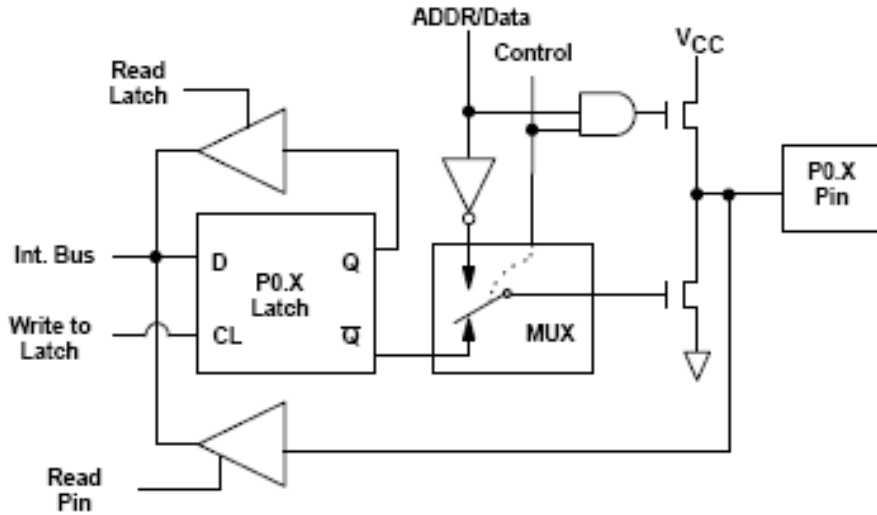 ADDR/Data
Control
VCC
Read
Latch
P0.X
Pin
Int. Bus
D
Q
P0.X
Latch
Write to
Latch
CL
Q̅
MUX
Read
Pin